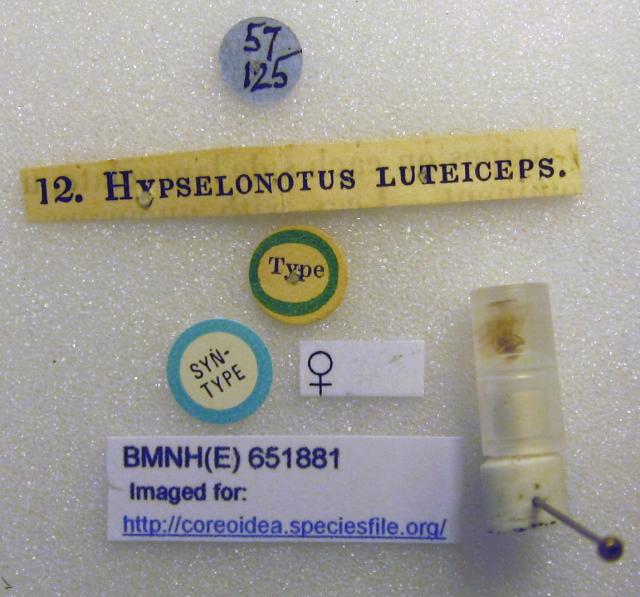 57
125
12. HYPSELONOTUS LUTEICEPS.
Type
SYN-
TYPE
♀
BMNH(E) 651881
Imaged for:
http://coreoidea.speciesfile.org/